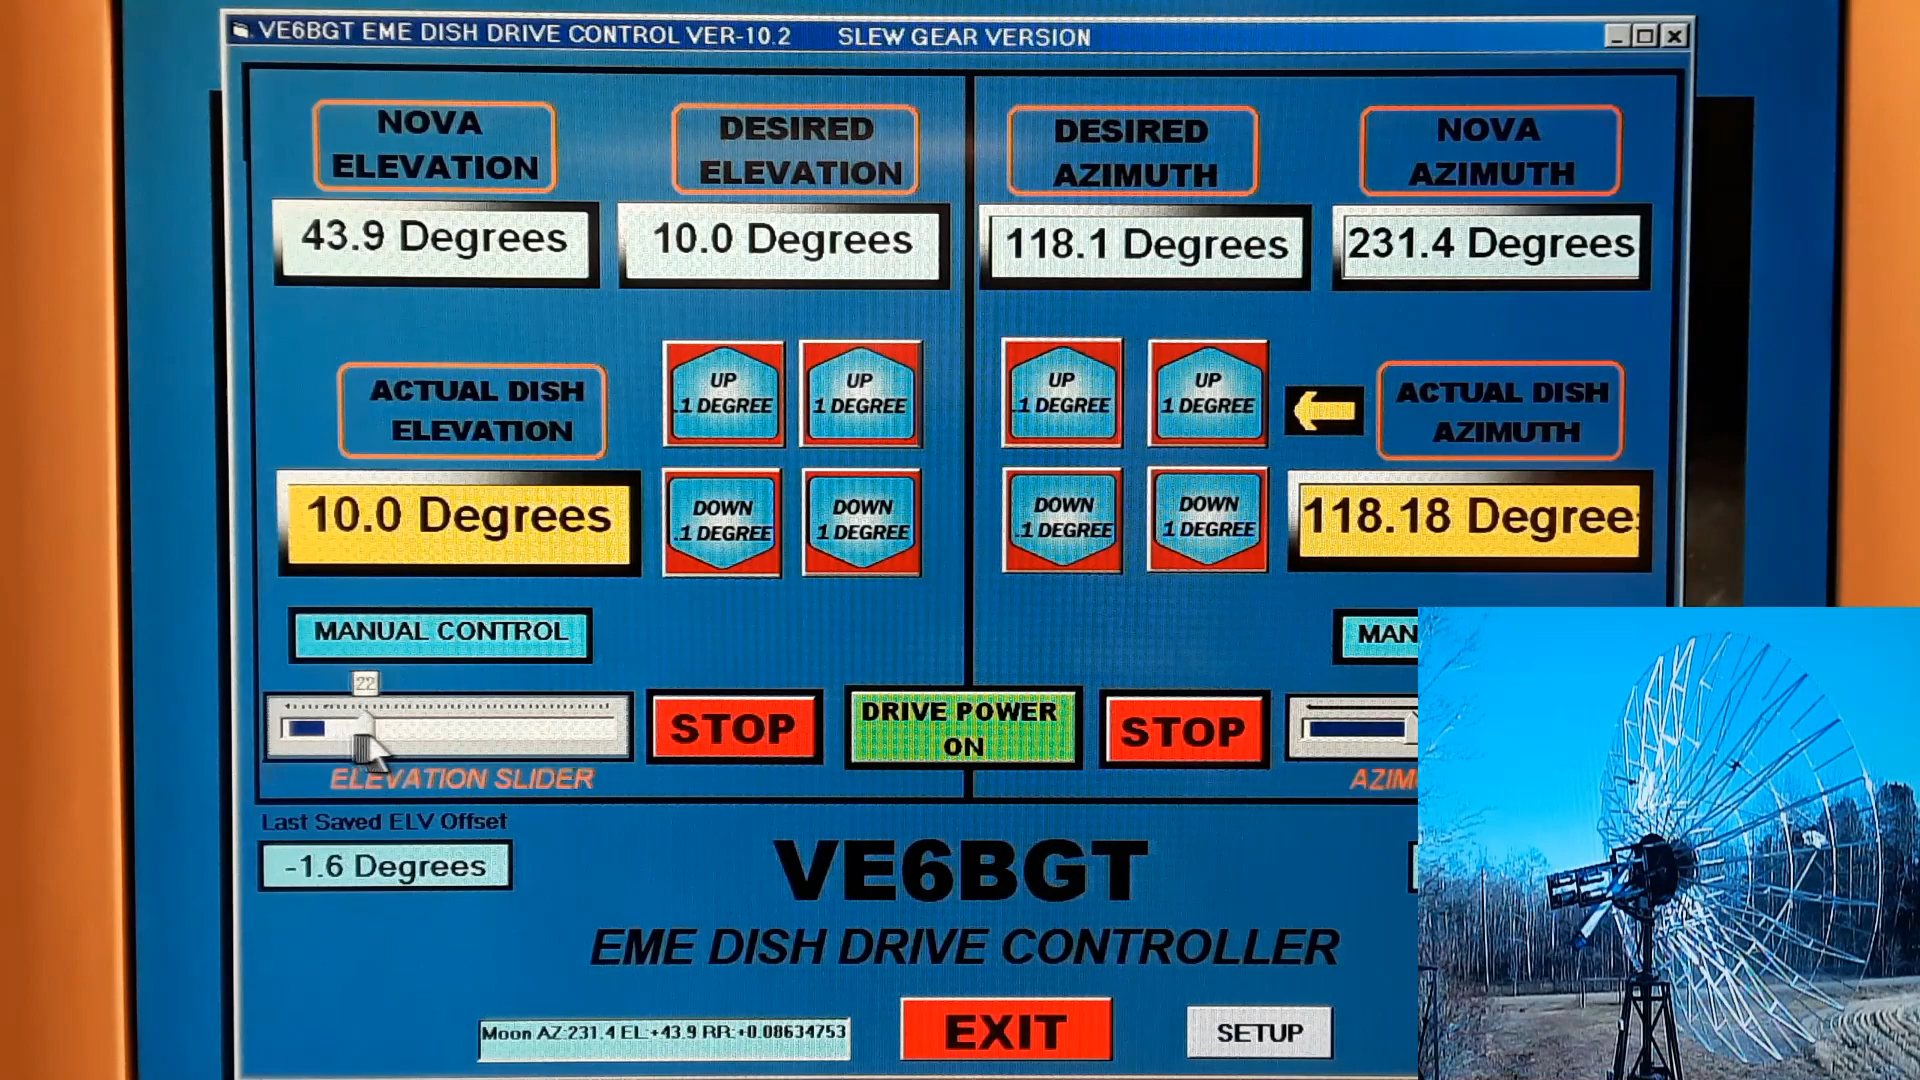 VE6BGT EME DISH DRIVE CONTROL VER-10.2 SLEW GEAR VERSION
NOVA
ELEVATION
DESIRED
ELEVATION
DESIRED
AZIMUTH
NOVA
AZIMUTH
43.9 Degrees
10.0 Degrees
118.1 Degrees
231.4 Degrees
ACTUAL DISH
ELEVATION
UP
.1 DEGREE
UP
1 DEGREE
UP
.1 DEGREE
UP
1 DEGREE
ACTUAL DISH
AZIMUTH
10.0 Degrees
DOWN
.1 DEGREE
DOWN
1 DEGREE
DOWN
.1 DEGREE
DOWN
1 DEGREE
118.18 Degree
MANUAL CONTROL
MAN
22
STOP
DRIVE POWER
ON
STOP
ELEVATION SLIDER
AZIM
Last Saved ELV Offset
-1.6 Degrees
VE6BGT
EME DISH DRIVE CONTROLLER
Moon AZ:231.4 EL:+43.9 RR:+0.08634753
EXIT
SETUP